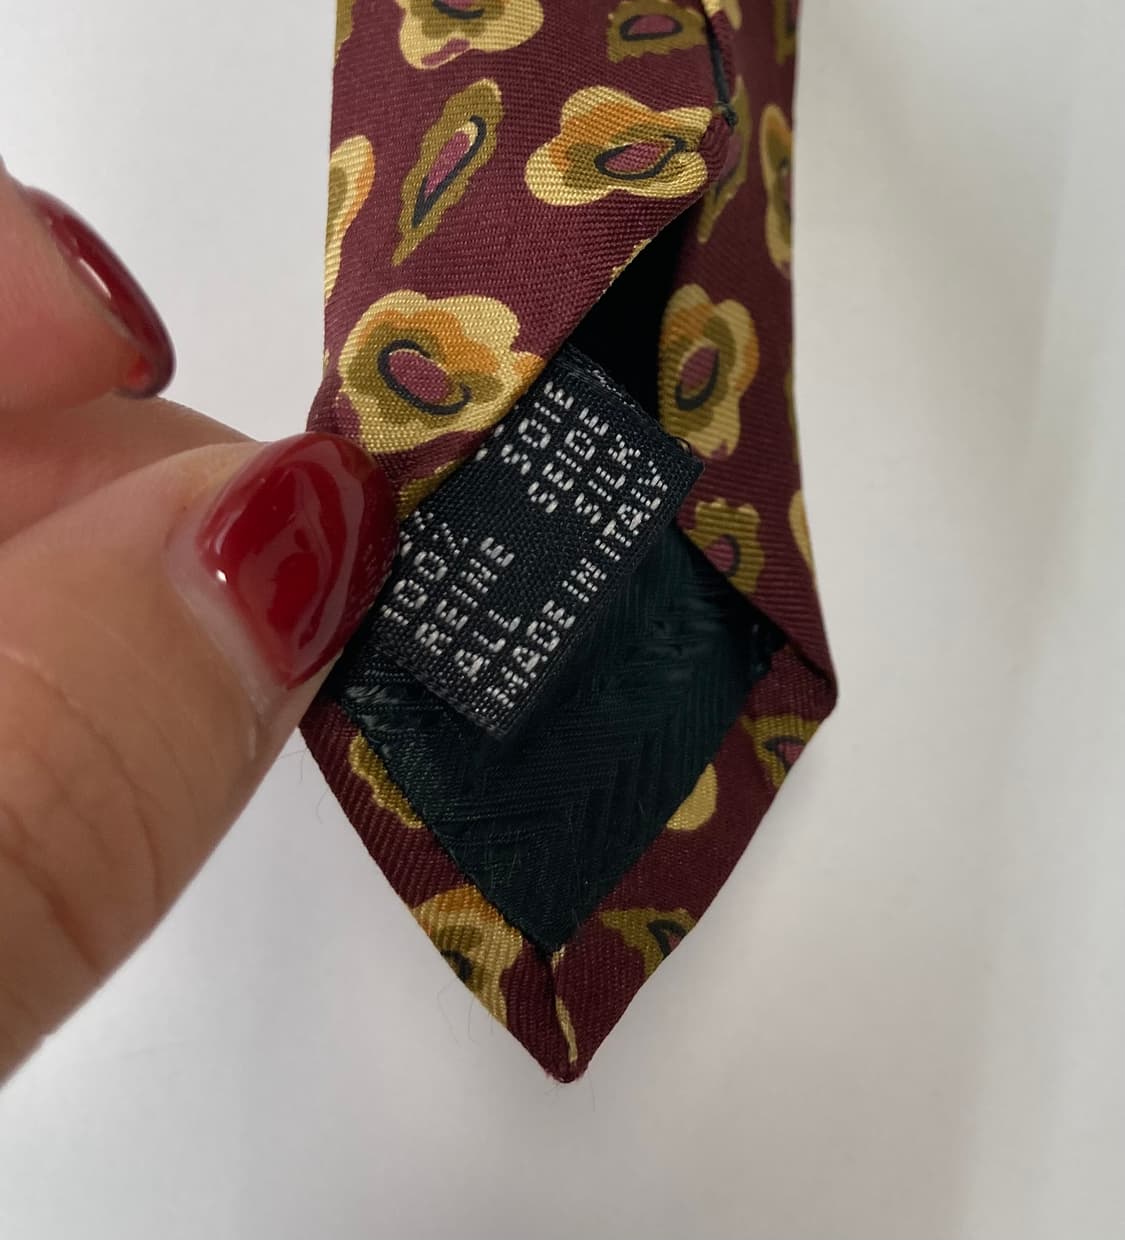 100% SOIE
REINE SEIDE
ALL SILK
MADE IN ITALY